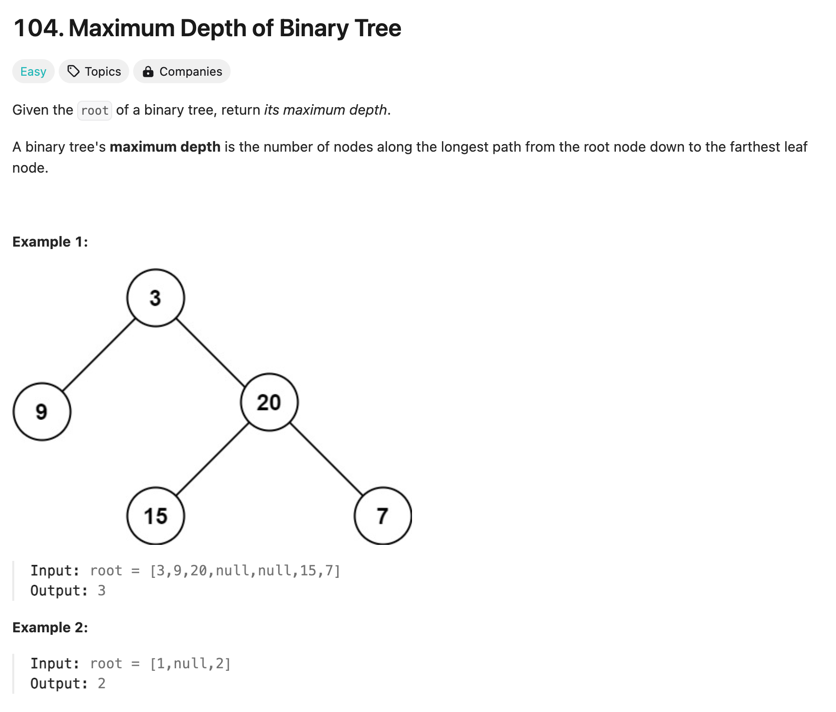 104. Maximum Depth of Binary Tree
Easy Topics Companies
Given the root of a binary tree, return its maximum depth.
A binary tree's maximum depth is the number of nodes along the longest path from the root node down to the farthest leaf
node.
Example 1:
3
9
20
15
7
Input: root = [3,9,20,null,null,15,7]
Output: 3
Example 2:
Input: root = [1,null,2]
Output: 2